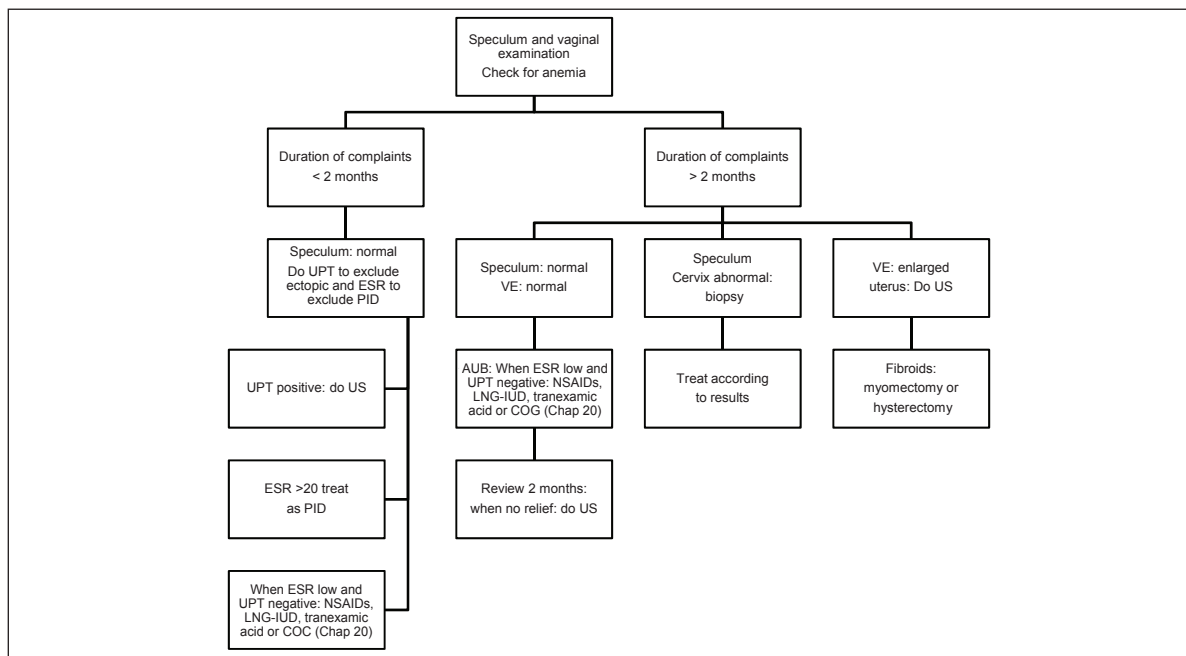 Speculum and vaginal
examination
Check for anemia
Duration of complaints
< 2 months
Duration of complaints
> 2 months
Speculum: normal
Do UPT to exclude
ectopic and ESR to
exclude PID
Speculum: normal
VE: normal
Speculum
Cervix abnormal:
biopsy
VE: enlarged
uterus: Do US
UPT positive: do US
AUB: When ESR low and
UPT negative: NSAIDs,
LNG-IUD, tranexamic
acid or COG (Chap 20)
Treat according
to results
Fibroids:
myomectomy or
hysterectomy
ESR >20 treat
as PID
Review 2 months:
when no relief: do US
When ESR low and
UPT negative: NSAIDs,
LNG-IUD, tranexamic
acid or COC (Chap 20)